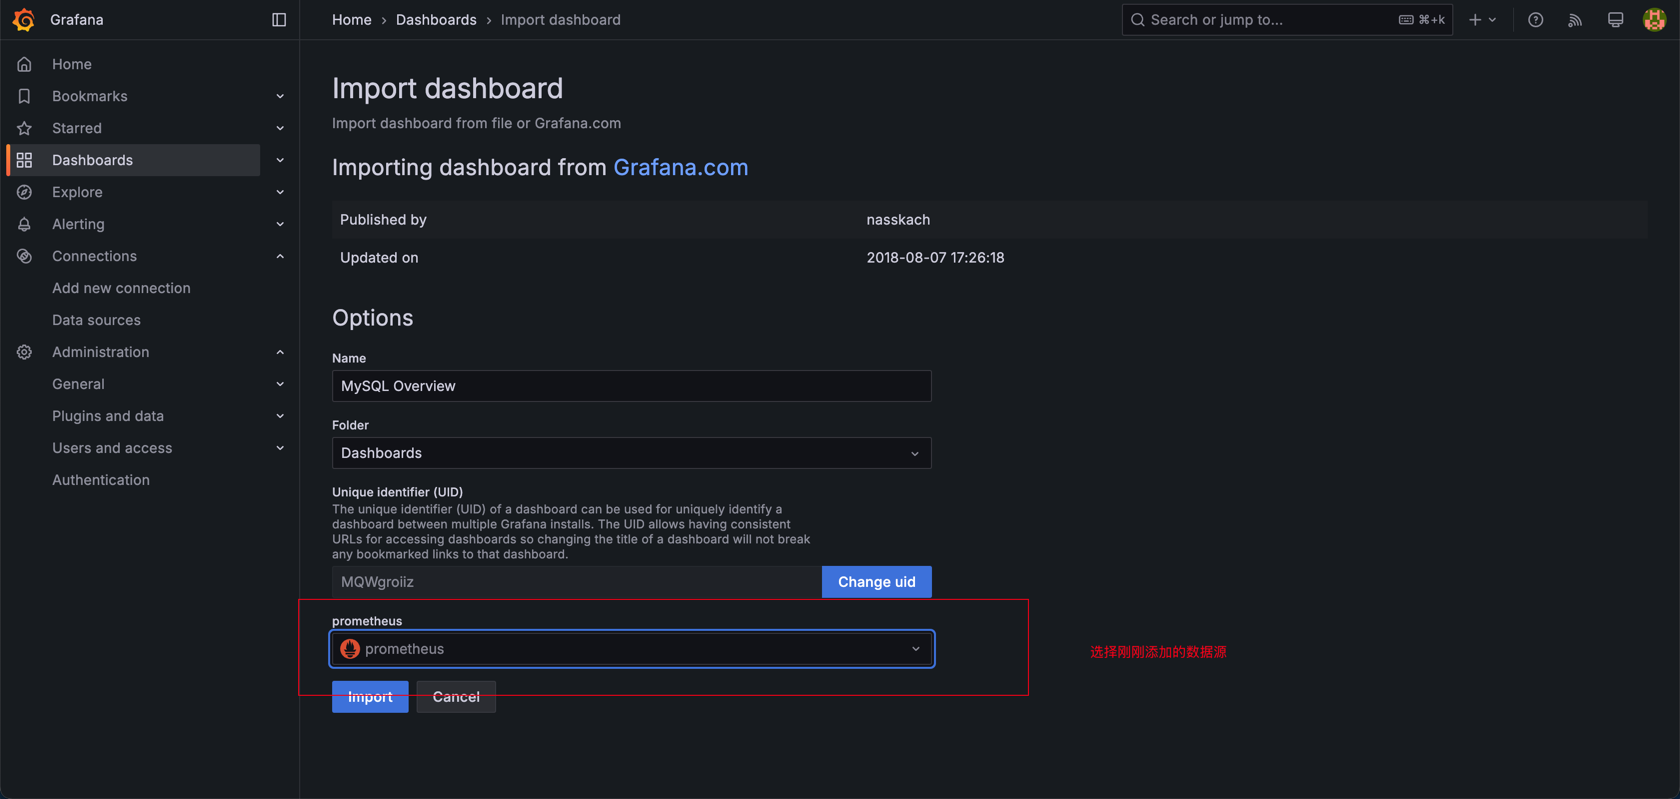 Grafana
Home › Dashboards › Import dashboard
Search or jump to...
⌘+k
Home
Bookmarks
Starred
Dashboards
Explore
Alerting
Connections
Add new connection
Data sources
Administration
General
Plugins and data
Users and access
Authentication
Import dashboard
Import dashboard from file or Grafana.com
Importing dashboard from Grafana.com
Published by nasskach
Updated on 2018-08-07 17:26:18
Options
Name
MySQL Overview
Folder
Dashboards
Unique identifier (UID)
The unique identifier (UID) of a dashboard can be used for uniquely identify a
dashboard between multiple Grafana installs. The UID allows having consistent
URLs for accessing dashboards so changing the title of a dashboard will not break
any bookmarked links to that dashboard.
MQWgroiiz
Change uid
prometheus
prometheus
选择刚刚添加的数据源
Import
Cancel